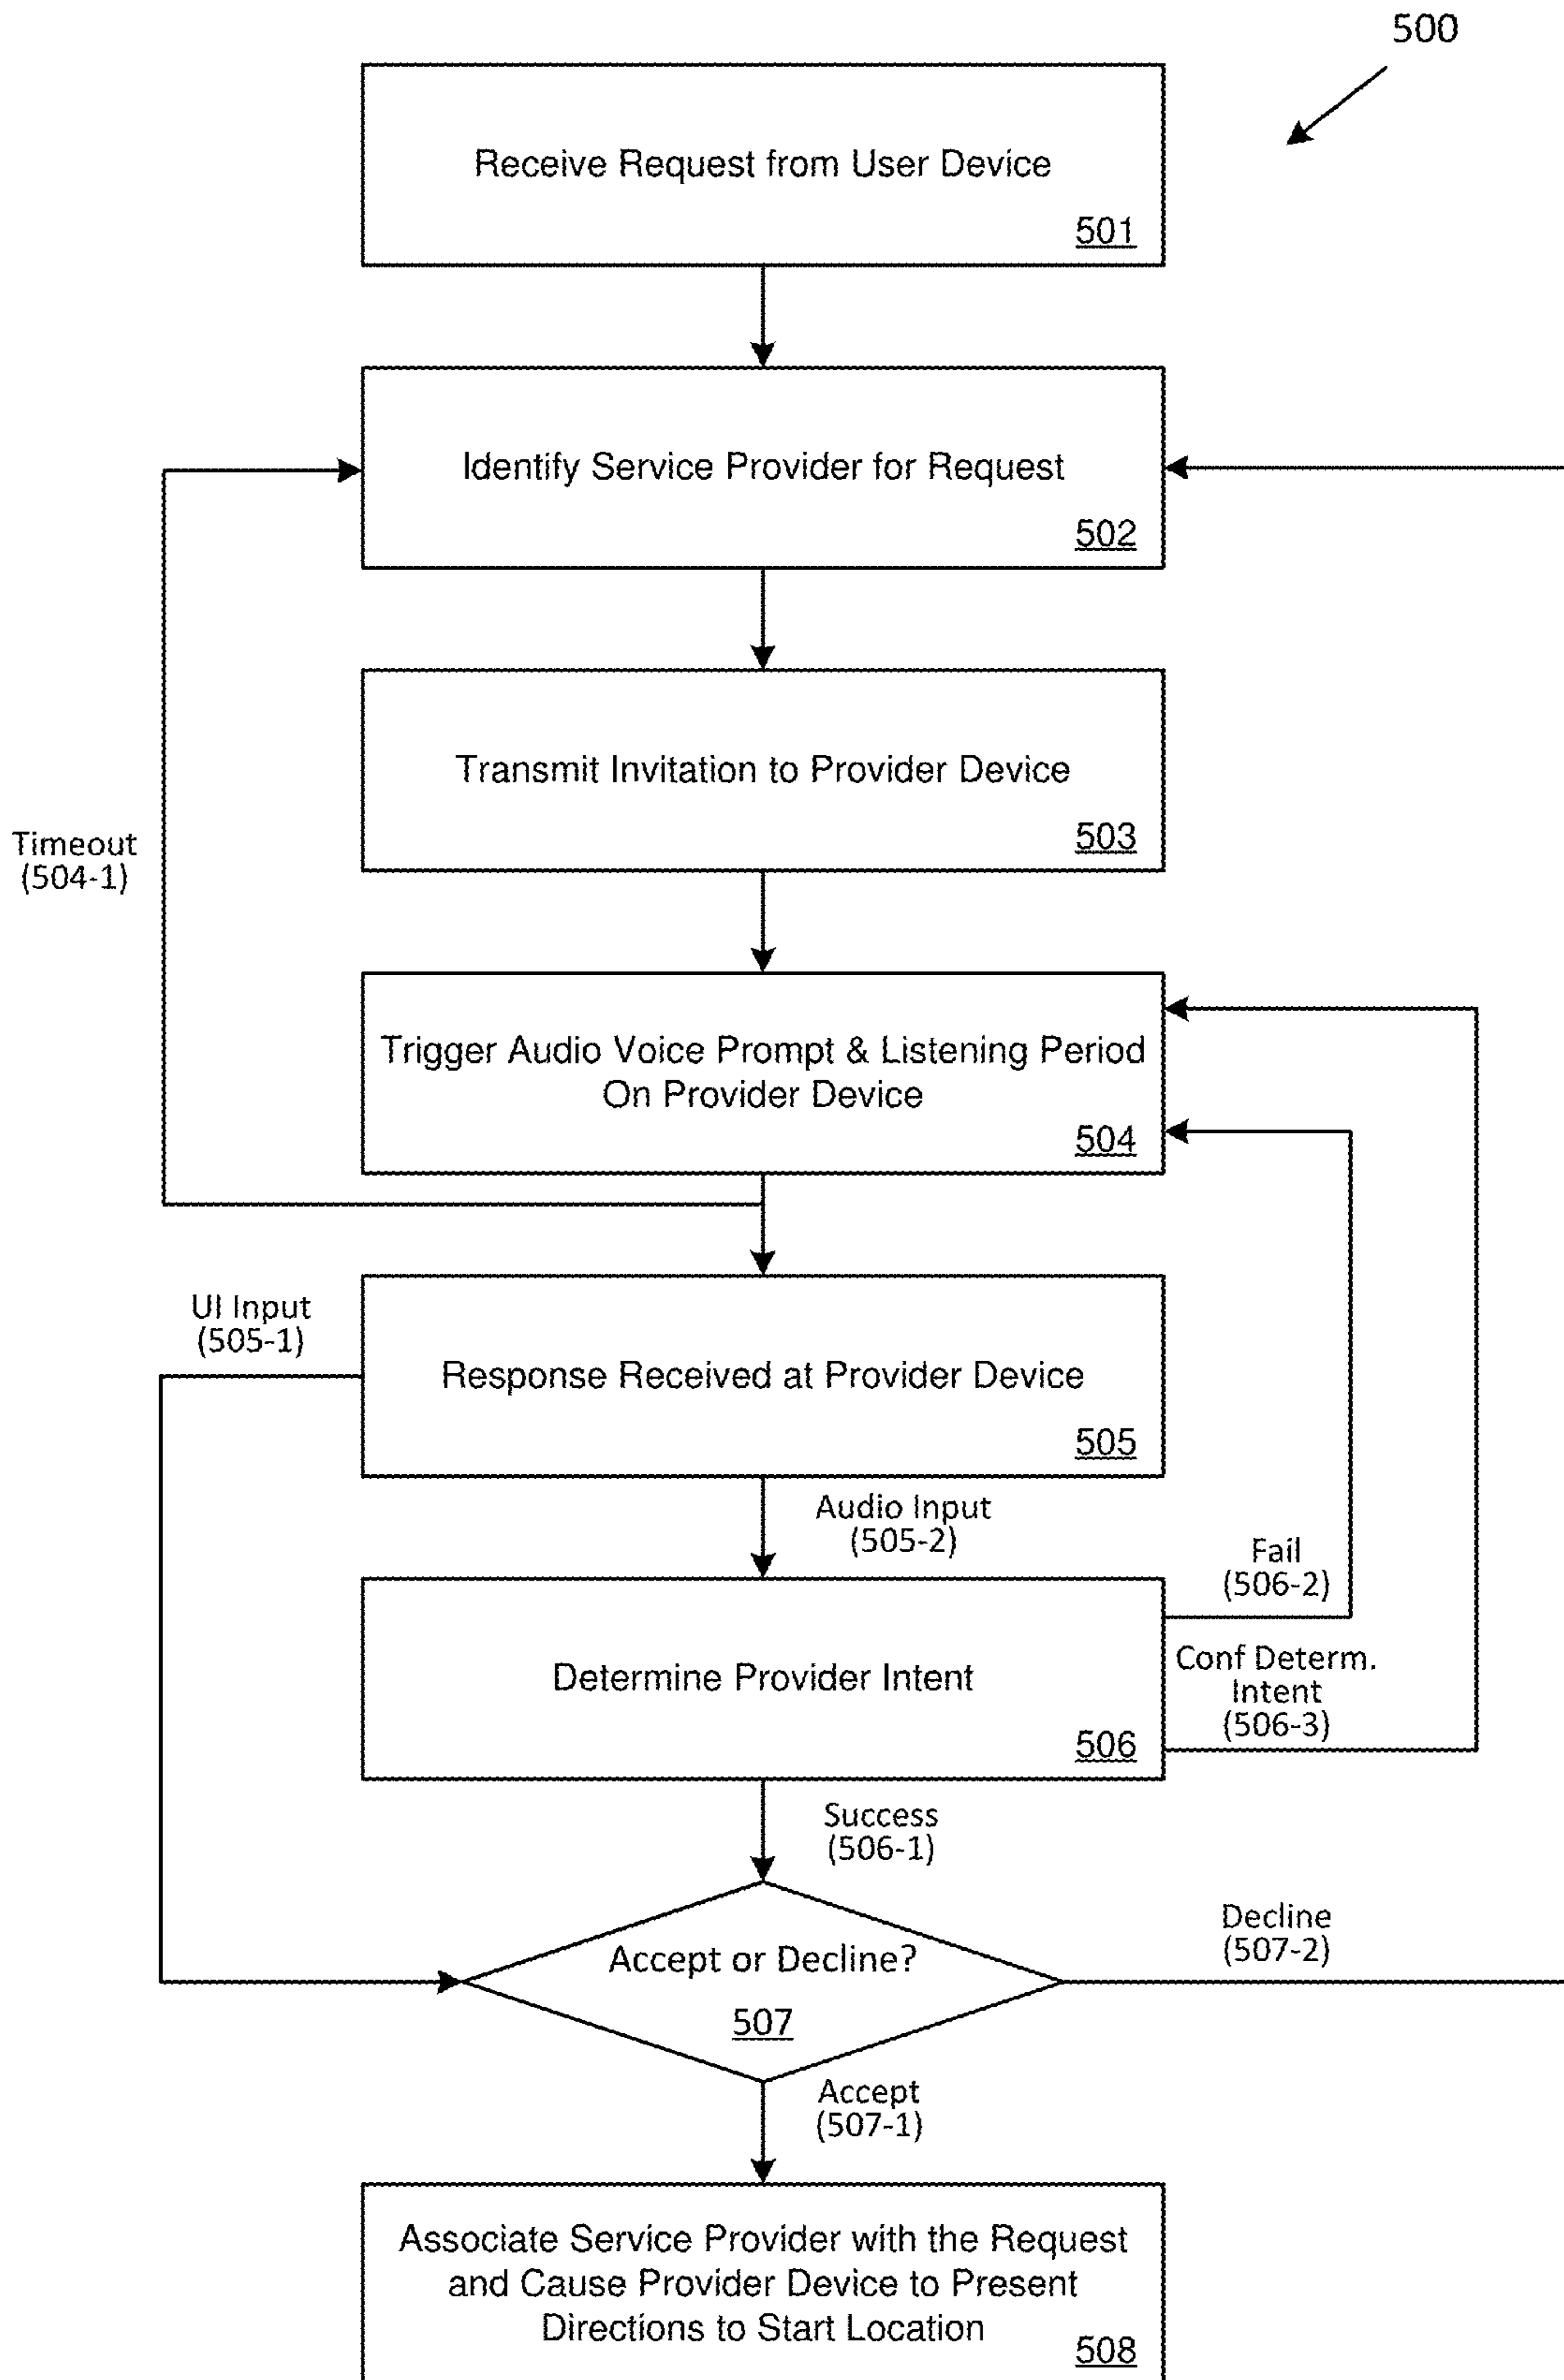 500
Receive Request from User Device
501
Identify Service Provider for Request
502
Transmit Invitation to Provider Device
503
Timeout
(504-1)
Trigger Audio Voice Prompt & Listening Period
On Provider Device
504
UI Input
(505-1)
Response Received at Provider Device
505
Audio Input
(505-2)
Fail
(506-2)
Determine Provider Intent
506
Conf Determ.
Intent
(506-3)
Success
(506-1)
Accept or Decline?
507
Decline
(507-2)
Accept
(507-1)
Associate Service Provider with the Request
and Cause Provider Device to Present
Directions to Start Location
508